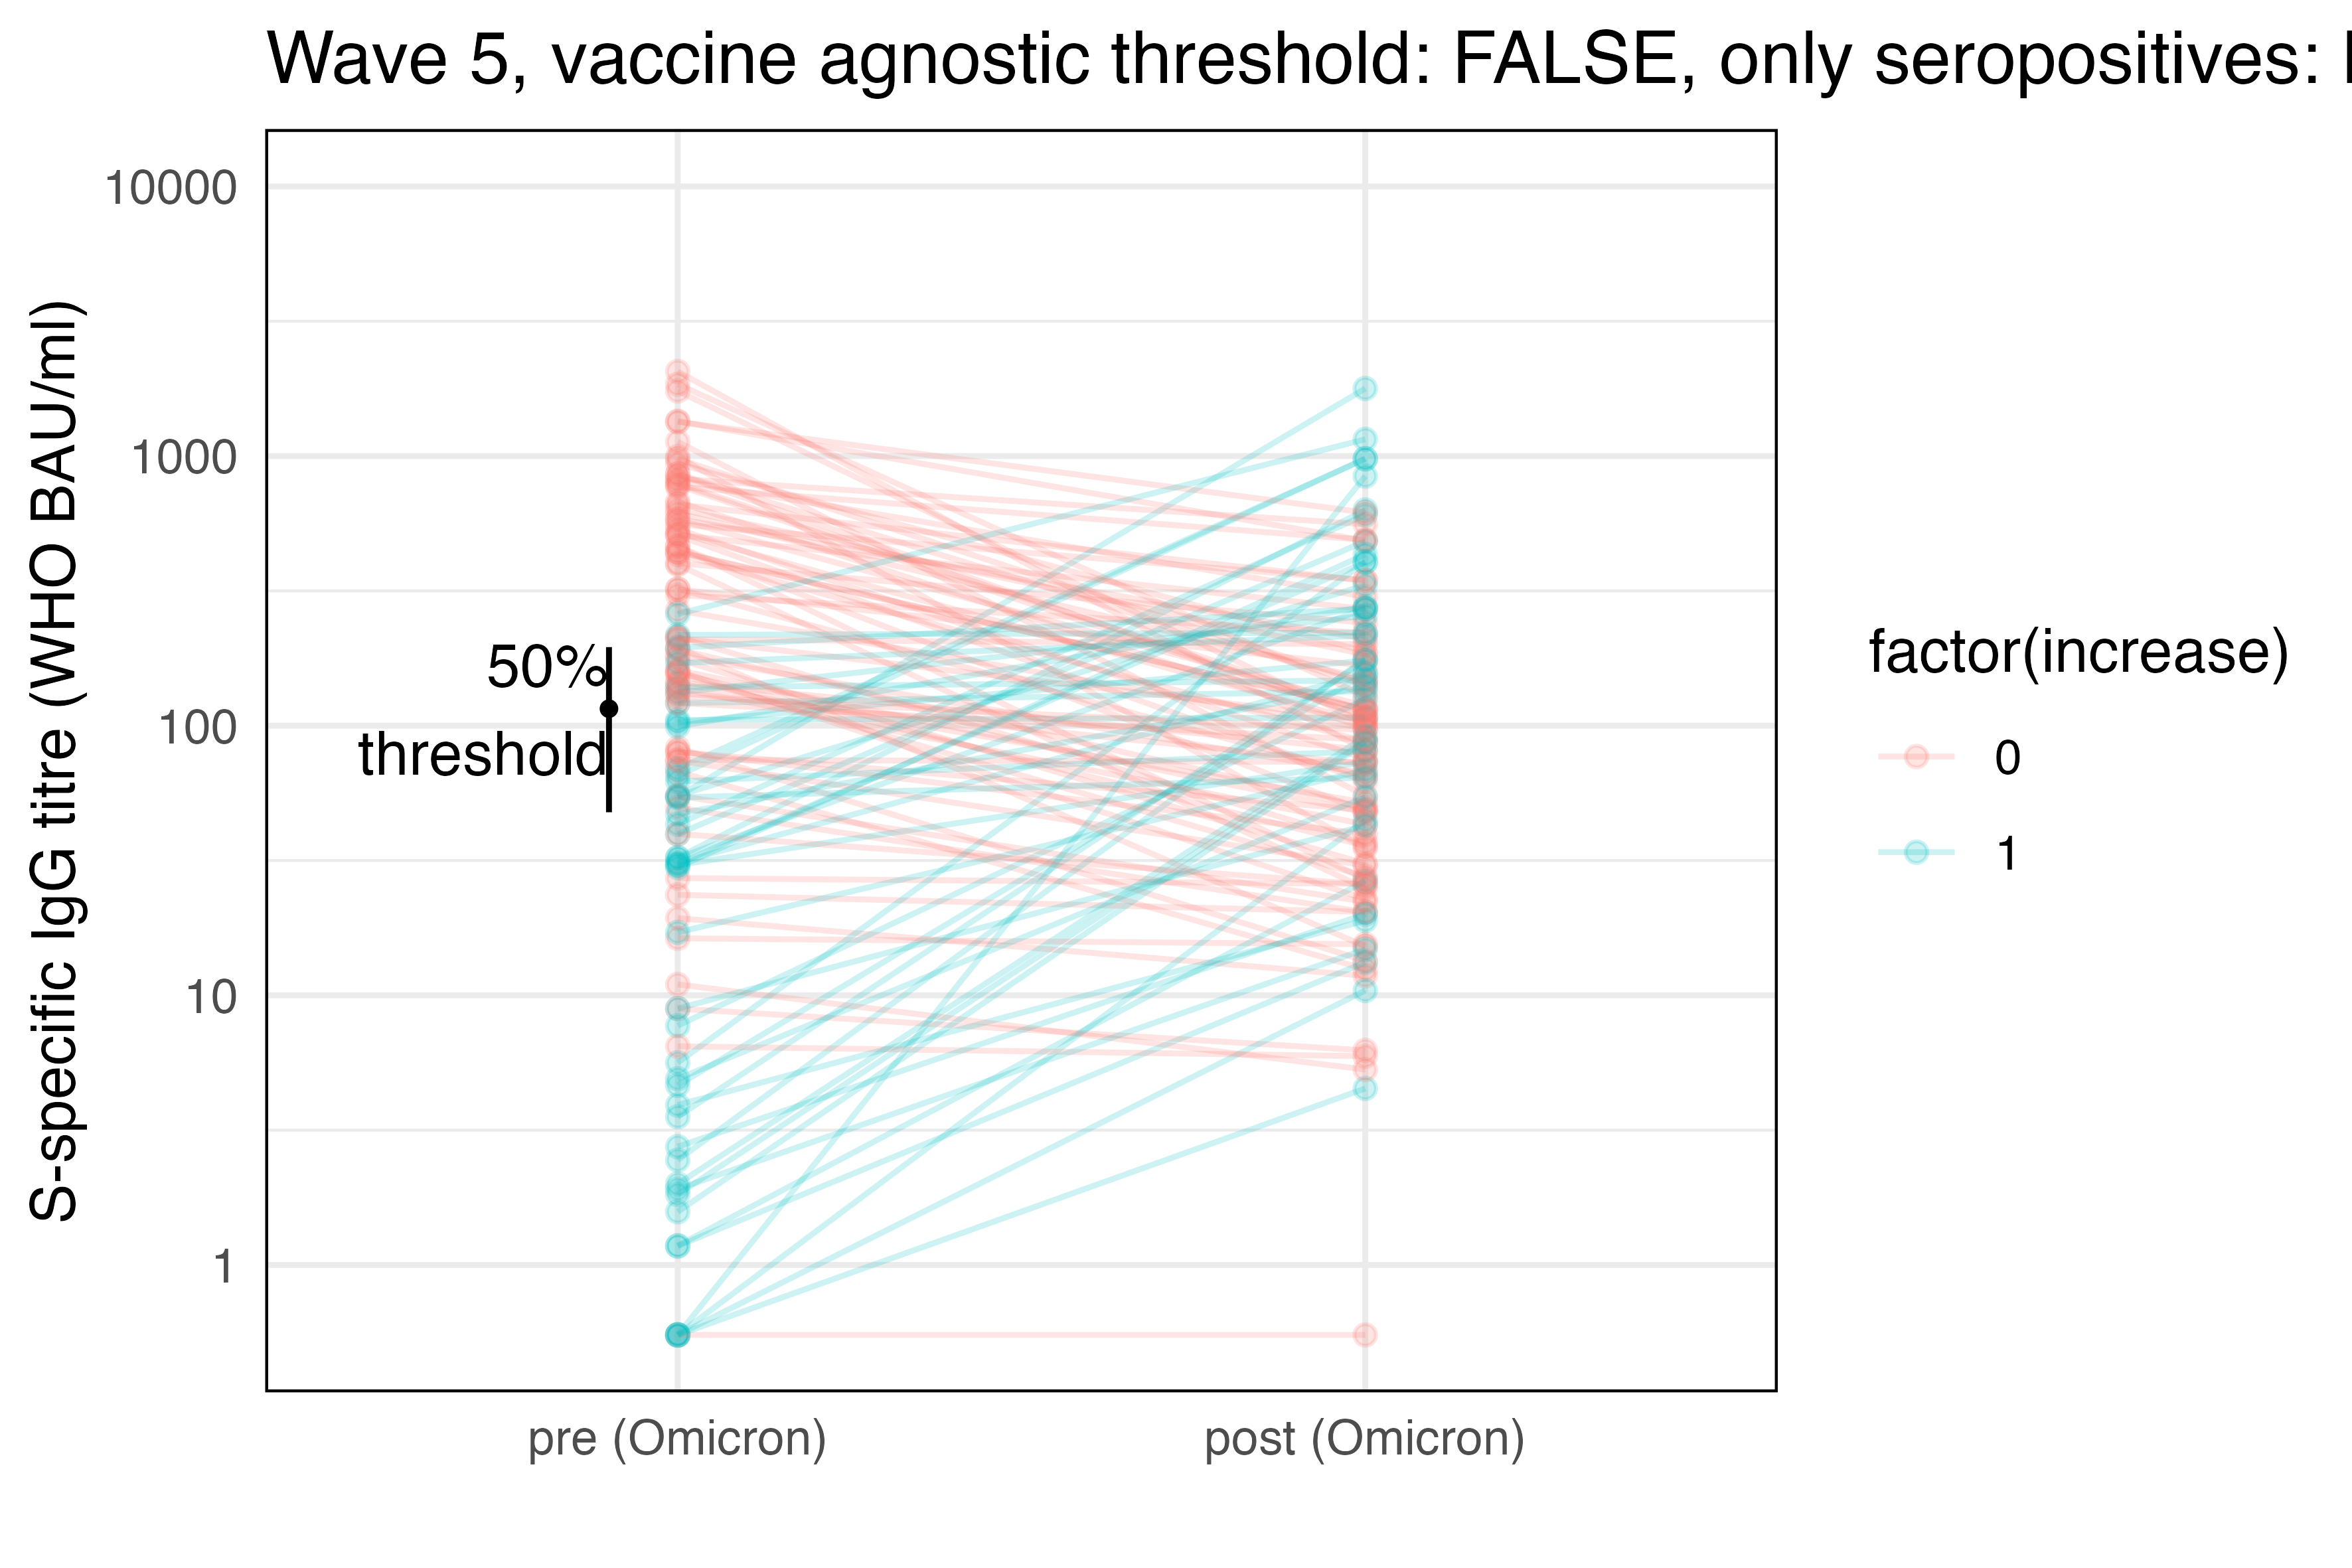 Wave 5, vaccine agnostic threshold: FALSE, only seropositives:
10000
1000
100
10
1
S-specific IgG titre (WHO BAU/ml)
50%
threshold
pre (Omicron)
post (Omicron)
factor(increase)
0
1